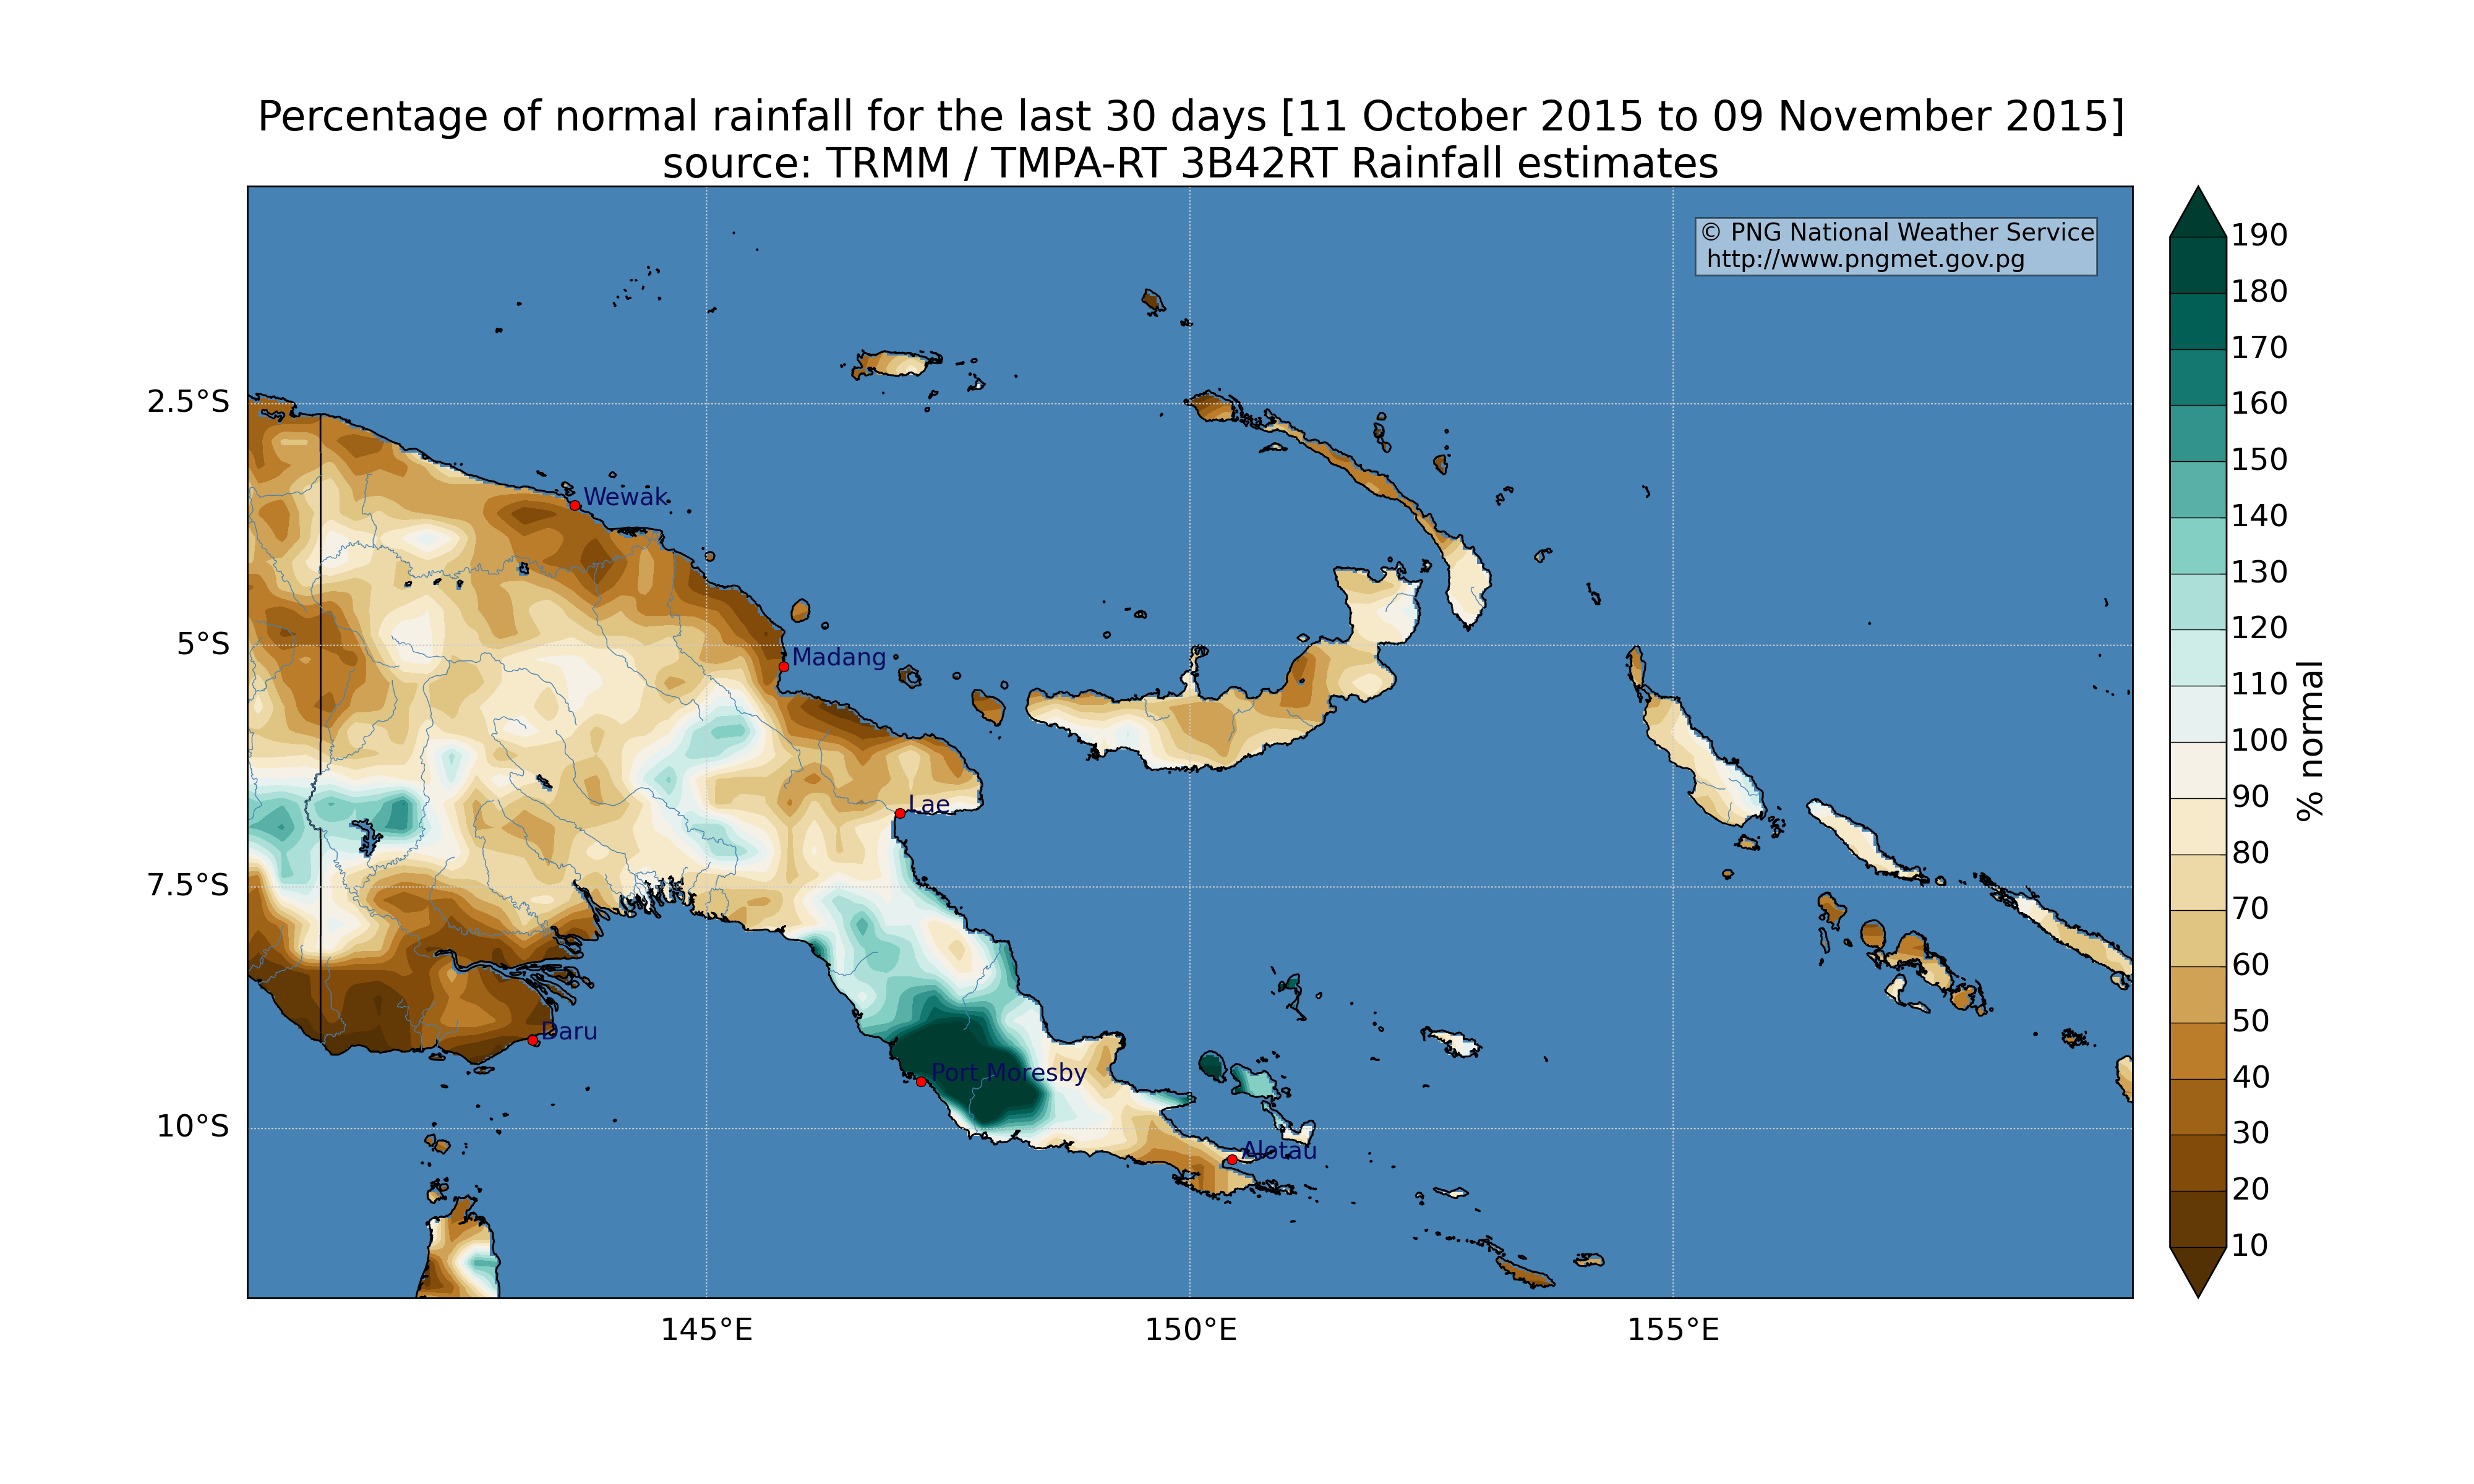 Percentage of normal rainfall for the last 30 days [11 October 2015 to 09 November 2015]
source: TRMM / TMPA-RT 3B42RT Rainfall estimates
© PNG National Weather Service
http://www.pngmet.gov.pg
2.5°S
5°S
7.5°S
10°S
Wewak
Madang
Lae
Daru
Port Moresby
Alotau
145°E
150°E
155°E
190
180
170
160
150
140
130
120
110
100
90
80
70
60
50
40
30
20
10
% normal